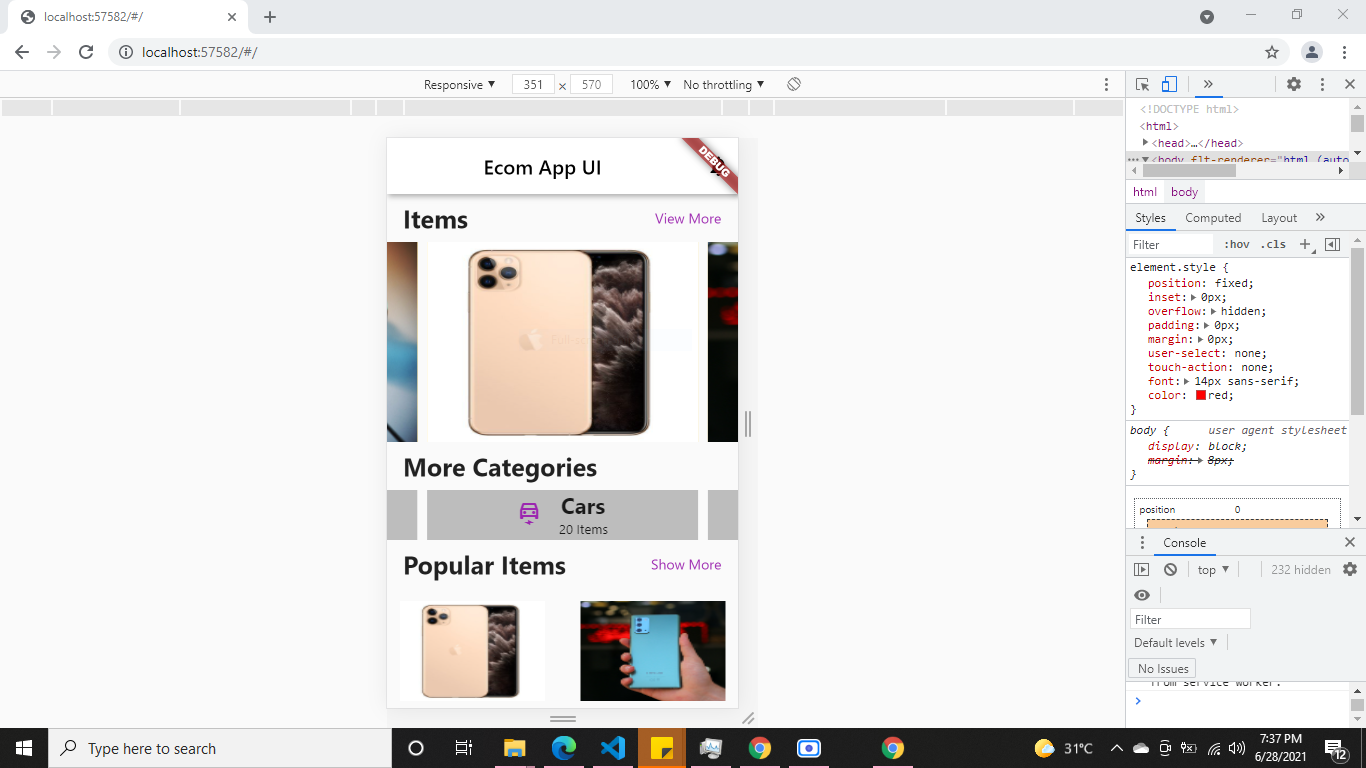 localhost:57582/#/
localhost:57582/#/
Responsive ▼ 351 × 570 100% ▼ No throttling ▼
<!DOCTYPE html>
<html>
▶<head>…</head>
⋯▼<body flt-renderer="html (auto
html body
Styles Computed Layout »
Filter :hov .cls +
element.style {
position: fixed;
inset:▶0px;
overflow:▶hidden;
padding:▶0px;
margin:▶0px;
user-select: none;
touch-action: none;
font:▶14px sans-serif;
color: red;
}
body { user agent stylesheet
display: block;
margin:▶8px;
}
position 0
Console
top ▼ 232 hidden
Filter
Default levels ▼
No Issues
from service worker.
>
Ecom App UI
DEBUG
Items View More
More Categories
Cars
20 Items
Popular Items Show More
Type here to search
31°C
7:37 PM
6/28/2021
12